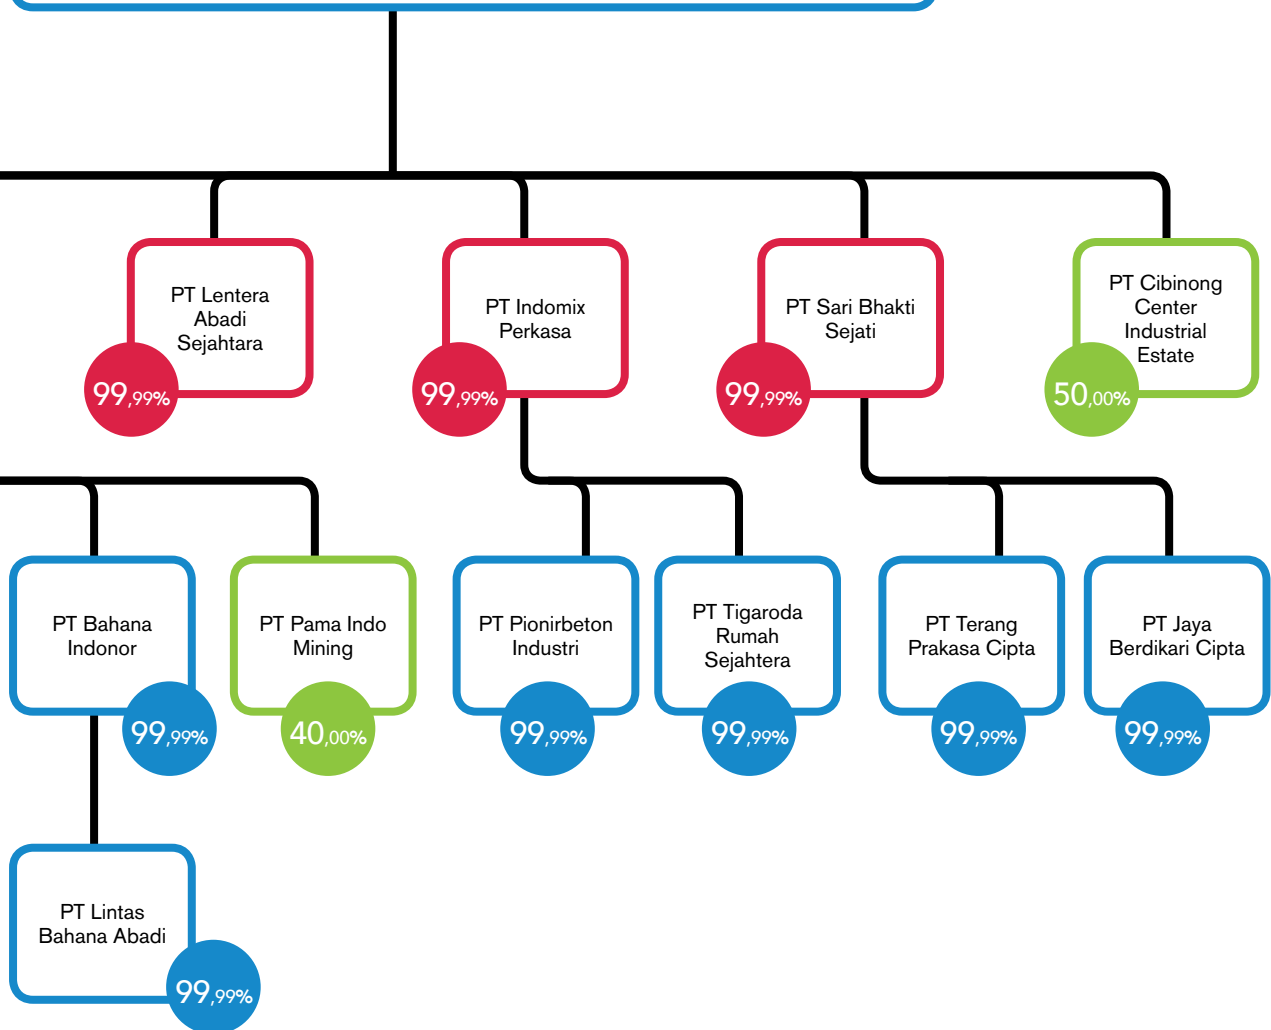 PT Lentera
Abadi
Sejahtara
99,99%
PT Indomix
Perkasa
99,99%
PT Sari Bhakti
Sejati
99,99%
PT Cibinong
Center
Industrial
Estate
50,00%
PT Bahana
Indonor
99,99%
PT Pama Indo
Mining
40,00%
PT Pionirbeton
Industri
99,99%
PT Tigaroda
Rumah
Sejahtera
99,99%
PT Terang
Prakasa Cipta
99,99%
PT Jaya
Berdikari Cipta
99,99%
PT Lintas
Bahana Abadi
99,99%